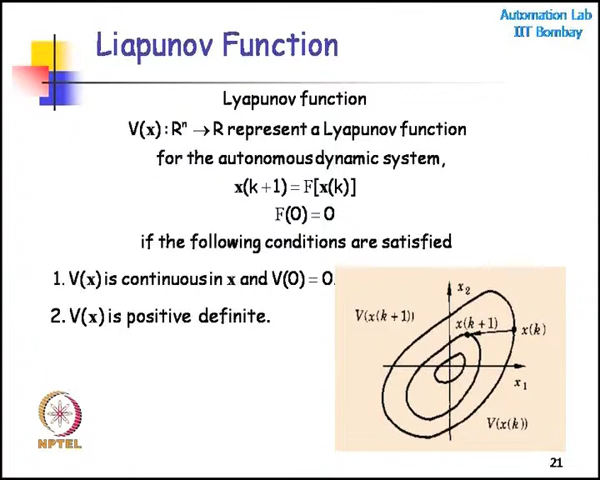 Automation Lab
IIT Bombay
Liapunov Function
Lyapunov function
V(x) : Rⁿ → R represent a Lyapunov function
for the autonomous dynamic system,
x(k + 1) = F[x(k)]
F(0) = 0
if the following conditions are satisfied
1. V(x) is continuous in x and V(0) = 0.
2. V(x) is positive definite.
x₂
V(x(k+1))
x(k+1)
x(k)
x₁
V(x(k))
NPTEL
21